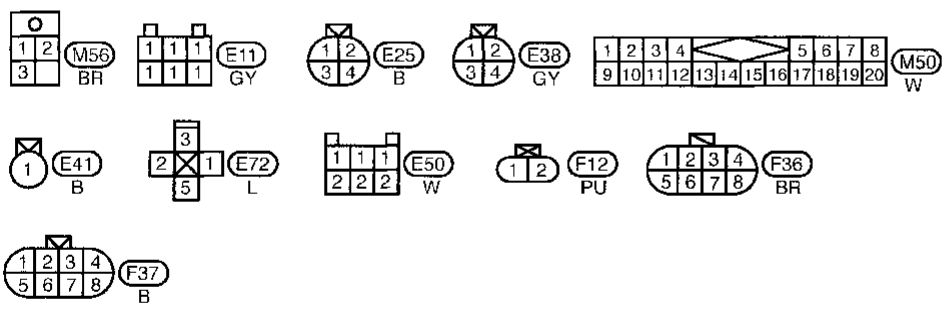 1 2 M56
3 BR
1 1 1 E11
1 1 1 GY
1 2 E25
3 4 B
1 2 E38
3 4 GY
1 2 3 4 5 6 7 8
9 10 11 12 13 14 15 16 17 18 19 20 M50
W
1 E41
B
3
2 1 E72
5 L
1 1 1 E50
2 2 2 W
1 2 F12
PU
1 2 3 4 F36
5 6 7 8 BR
1 2 3 4 F37
5 6 7 8 B